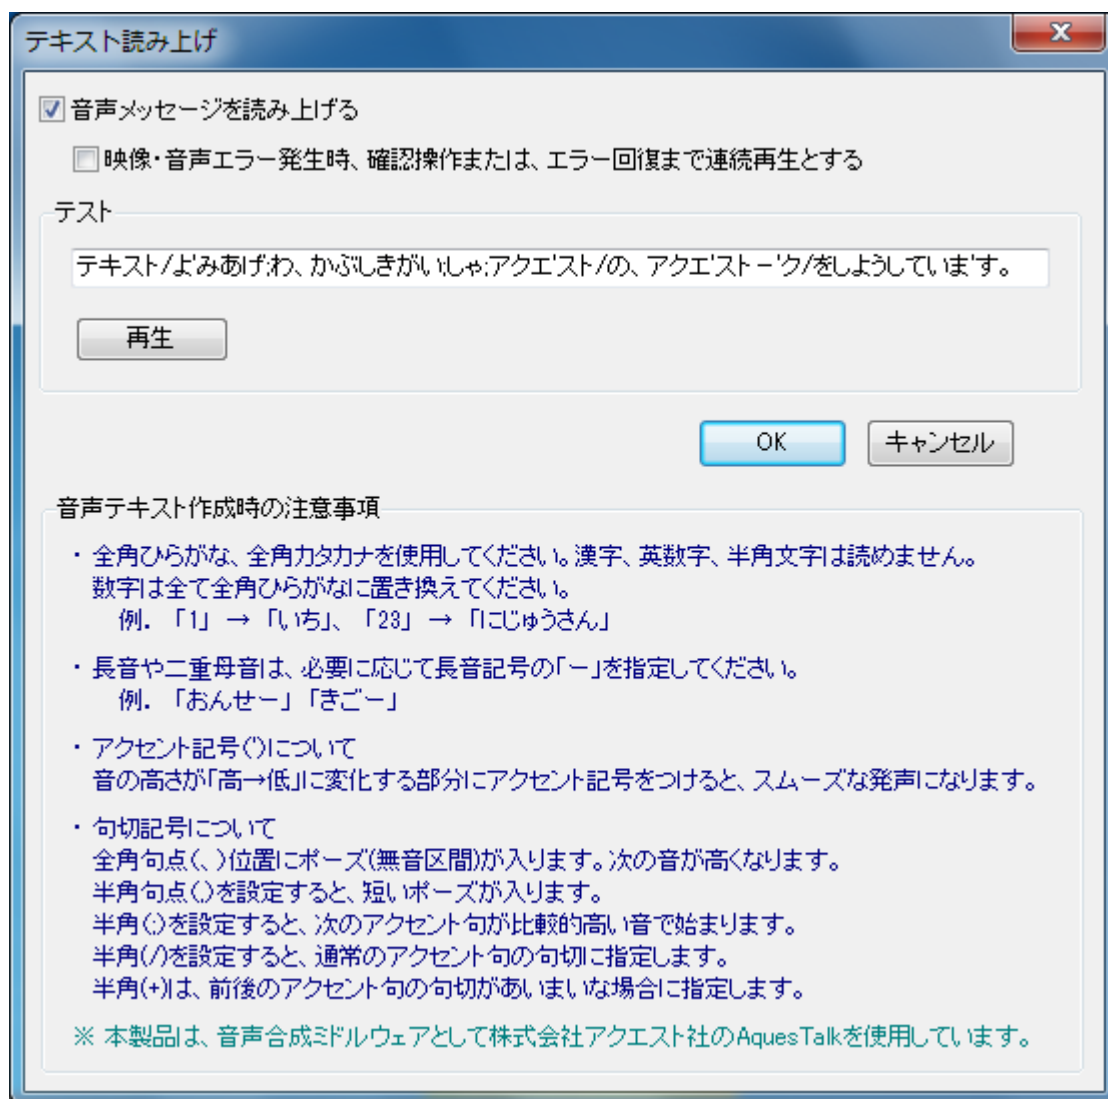 テキスト読み上げ
音声メッセージを読み上げる
映像・音声エラー発生時、確認操作または、エラー回復まで連続再生とする
テスト
テキスト/よ'みあげ;わ、かぶしきがいしゃ;アクエ'スト/の、アクエ'ストー'ク/をしようしていま'す。
再生
OK キャンセル
音声テキスト作成時の注意事項
・ 全角ひらがな、全角カタカナを使用してください。漢字、英数字、半角文字は読めません。
数字は全て全角ひらがなに置き換えてください。
例. 「1」 → 「いち」、 「23」 → 「にじゅうさん」
・ 長音や二重母音は、必要に応じて長音記号の「ー」を指定してください。
例. 「おんせー」 「きごー」
・ アクセント記号(')について
音の高さが「高→低」に変化する部分にアクセント記号をつけると、スムーズな発声になります。
・ 句切記号について
全角句点(、)位置にポーズ(無音区間)が入ります。次の音が高くなります。
半角句点(,)を設定すると、短いポーズが入ります。
半角(;)を設定すると、次のアクセント句が比較的高い音で始まります。
半角(/)を設定すると、通常のアクセント句の句切に指定します。
半角(+)は、前後のアクセント句の句切があいまいな場合に指定します。
※ 本製品は、音声合成ミドルウェアとして株式会社アクエスト社のAquesTalkを使用しています。